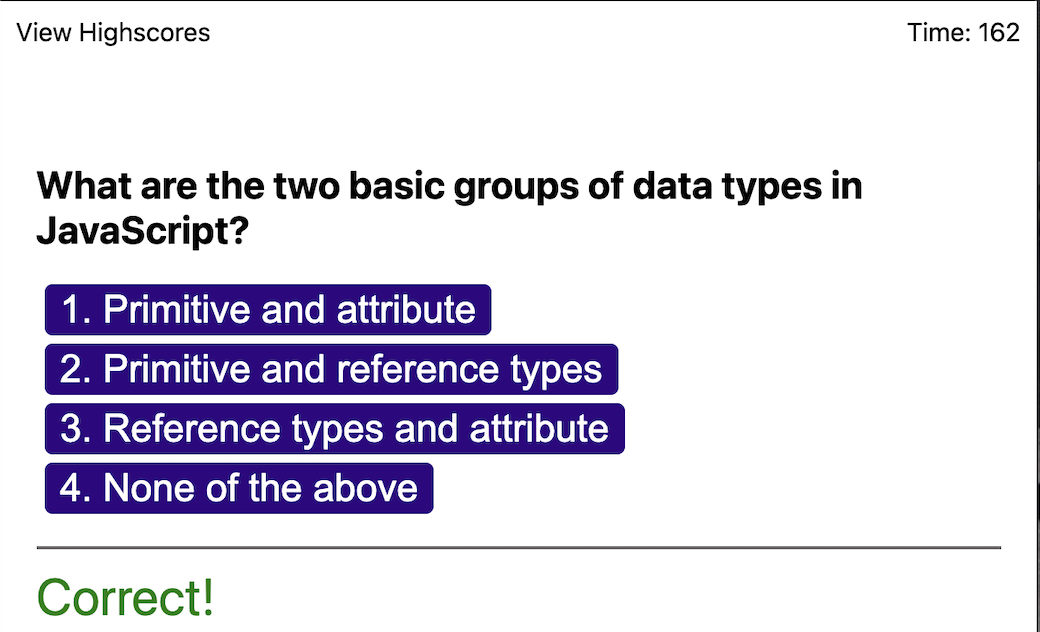 View Highscores
Time: 162
What are the two basic groups of data types in
JavaScript?
1. Primitive and attribute
2. Primitive and reference types
3. Reference types and attribute
4. None of the above
Correct!